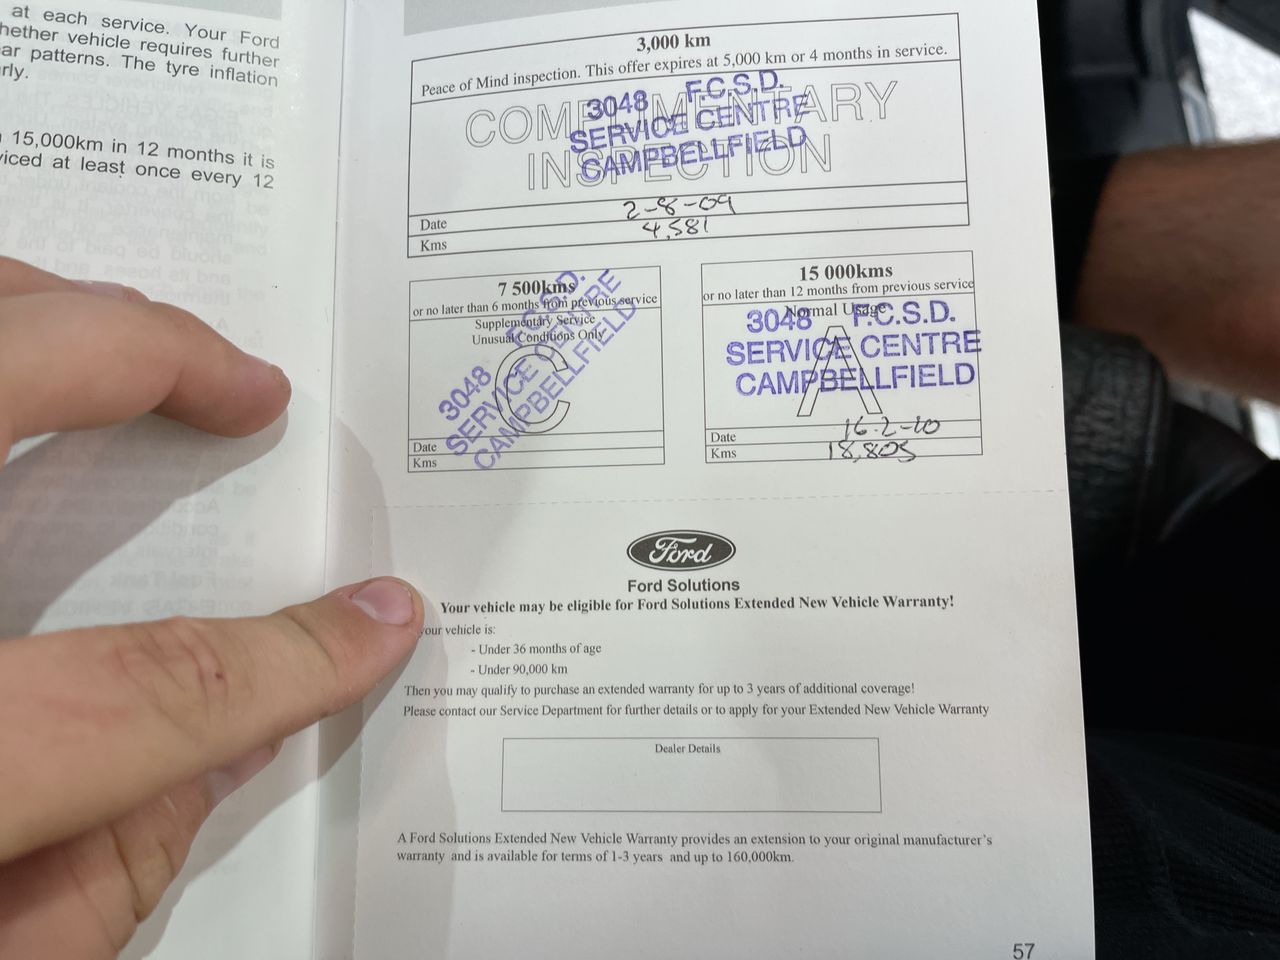 at each service. Your Ford
hether vehicle requires further
ar patterns. The tyre inflation
rly.
15,000km in 12 months it is
viced at least once every 12
3,000 km
Peace of Mind inspection. This offer expires at 5,000 km or 4 months in service.
COMPLIMENTARY
INSPECTION
3048 F.C.S.D.
SERVICE CENTRE
CAMPBELLFIELD
Date 2-8-09
Kms 4,581
7 500kms
or no later than 6 months from previous service
Supplementary Service
Unusual Conditions Only
C
3048 F.C.S.D.
SERVICE CENTRE
CAMPBELLFIELD
Date
Kms
15 000kms
or no later than 12 months from previous service
Normal Usage
A
3048 F.C.S.D.
SERVICE CENTRE
CAMPBELLFIELD
Date 16-2-10
Kms 18,805
Ford
Ford Solutions
Your vehicle may be eligible for Ford Solutions Extended New Vehicle Warranty!
your vehicle is:
- Under 36 months of age
- Under 90,000 km
Then you may qualify to purchase an extended warranty for up to 3 years of additional coverage!
Please contact our Service Department for further details or to apply for your Extended New Vehicle Warranty
Dealer Details
A Ford Solutions Extended New Vehicle Warranty provides an extension to your original manufacturer's
warranty and is available for terms of 1-3 years and up to 160,000km.
57